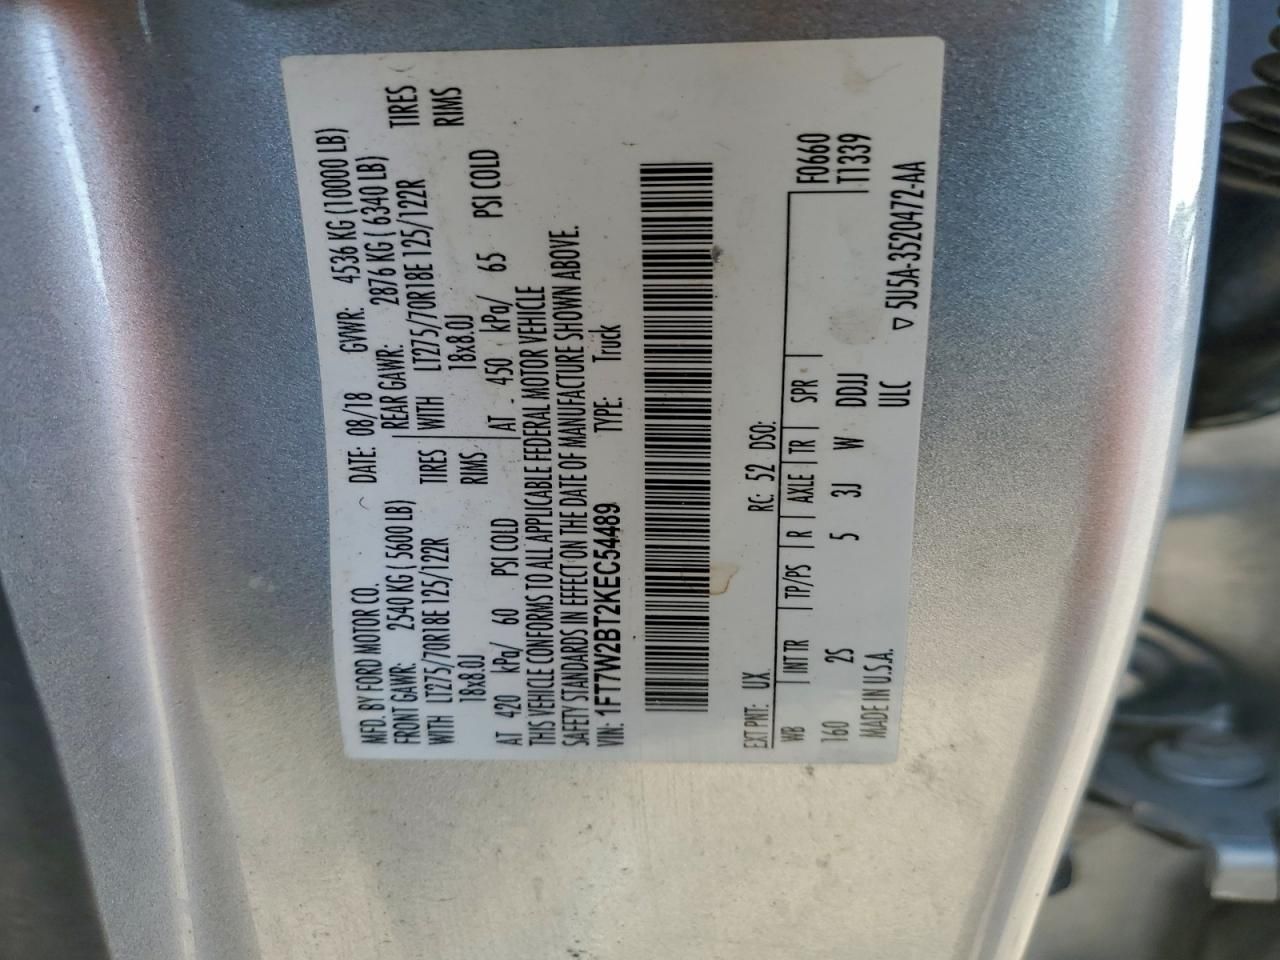 MFD. BY FORD MOTOR CO.
DATE: 08/18 GVWR: 4536 KG (10000 LB)
FRONT GAWR: 2540 KG ( 5600 LB) REAR GAWR: 2876 KG ( 6340 LB)
WITH LT275/70R18E 125/122R TIRES WITH LT275/70R18E 125/122R TIRES
18x8.0J RIMS 18x8.0J RIMS
AT 420 kPa/ 60 PSI COLD AT . 450 kPa/ 65 PSI COLD
THIS VEHICLE CONFORMS TO ALL APPLICABLE FEDERAL MOTOR VEHICLE
SAFETY STANDARDS IN EFFECT ON THE DATE OF MANUFACTURE SHOWN ABOVE.
VIN: 1FT7W2BT2KEC54489 TYPE: Truck
EXT PNT: UX RC: 52 DSO:
WB INT TR TP/PS R AXLE TR SPR F0660
160 2S 5 3J W DDJJ T1339
MADE IN U.S.A. ULC
▽ 5U5A-3520472-AA